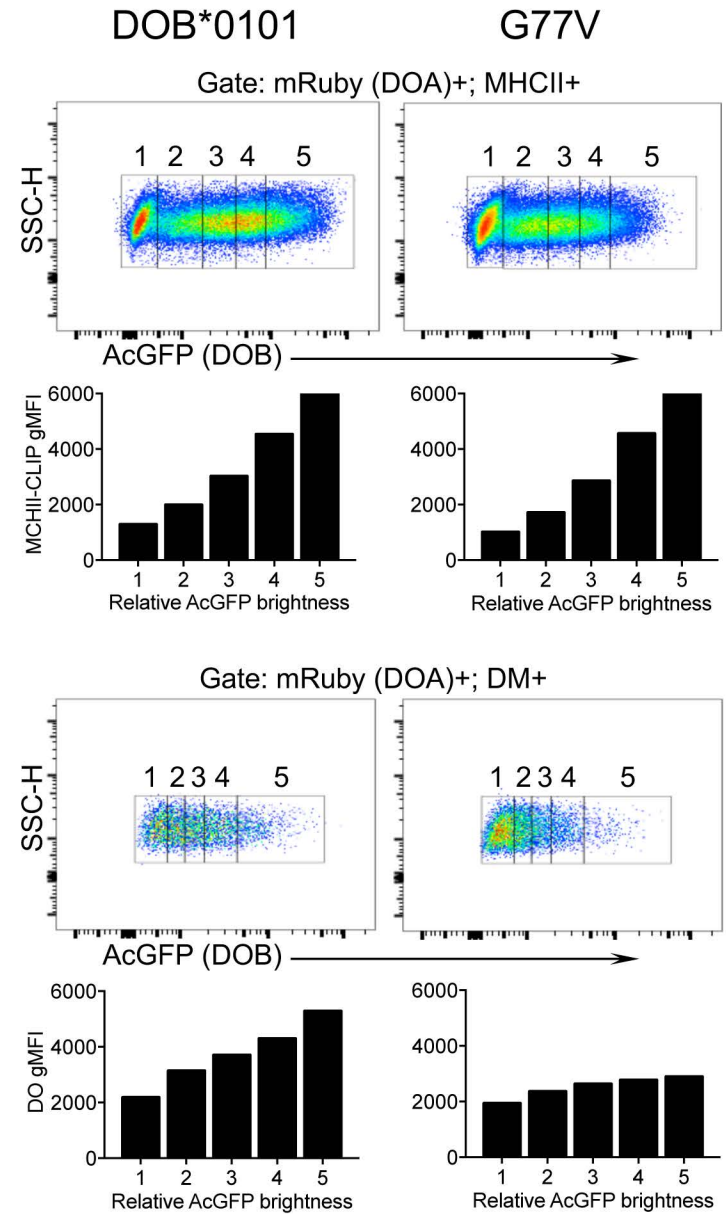 DOB*0101 G77V
Gate: mRuby (DOA)+; MHCII+
SSC-H
1 2 3 4 5
1 2 3 4 5
AcGFP (DOB)
MCHII-CLIP gMFI
6000
4000
2000
0
1 2 3 4 5
Relative AcGFP brightness
6000
4000
2000
0
1 2 3 4 5
Relative AcGFP brightness
Gate: mRuby (DOA)+; DM+
SSC-H
1 2 3 4 5
1 2 3 4 5
AcGFP (DOB)
DO gMFI
6000
4000
2000
0
1 2 3 4 5
Relative AcGFP brightness
6000
4000
2000
0
1 2 3 4 5
Relative AcGFP brightness